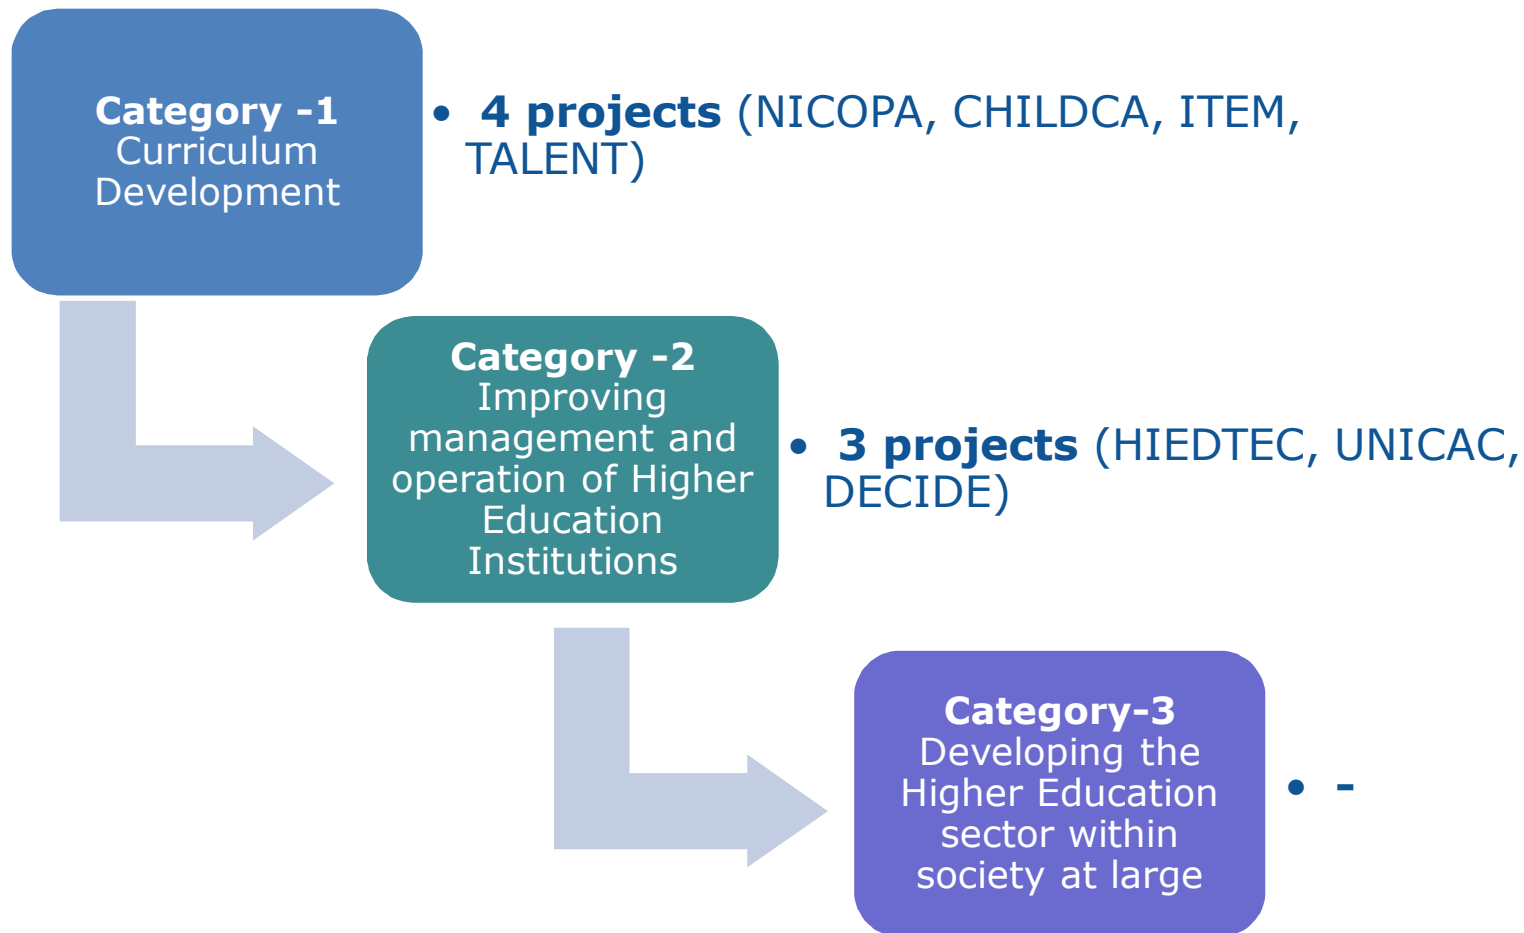 Category -1
Curriculum
Development
• 4 projects (NICOPA, CHILDCA, ITEM,
TALENT)
Category -2
Improving
management and
operation of Higher
Education
Institutions
• 3 projects (HIEDTEC, UNICAC,
DECIDE)
Category-3
Developing the
Higher Education
sector within
society at large
• -